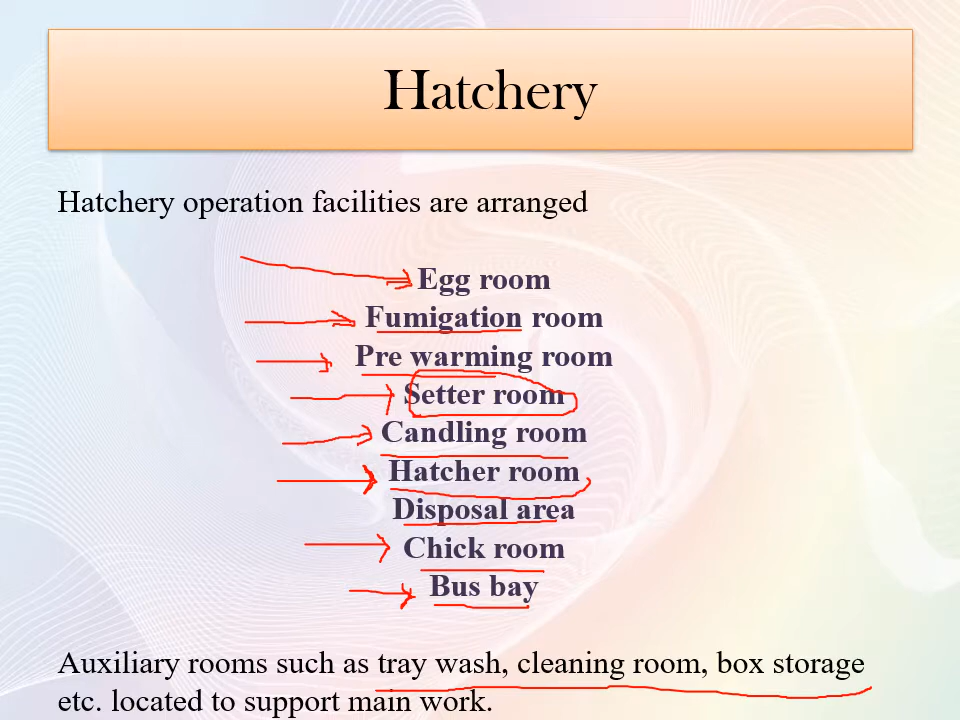 Hatchery
Hatchery operation facilities are arranged
Egg room
Fumigation room
Pre warming room
Setter room
Candling room
Hatcher room
Disposal area
Chick room
Bus bay
Auxiliary rooms such as tray wash, cleaning room, box storage
etc. located to support main work.